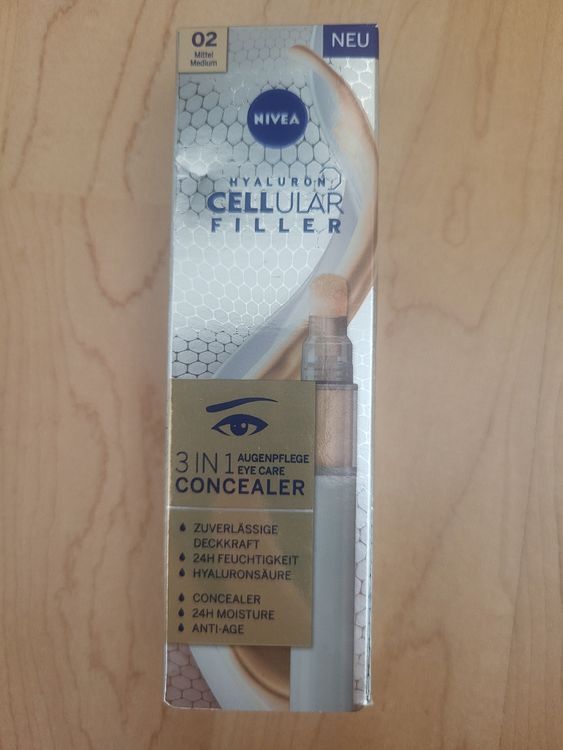 02
Mittel
Medium
NEU
NIVEA
HYALURON
CELLULAR
FILLER
3 IN 1 AUGENPFLEGE
EYE CARE
CONCEALER
ZUVERLÄSSIGE
DECKKRAFT
24H FEUCHTIGKEIT
HYALURONSÄURE
CONCEALER
24H MOISTURE
ANTI-AGE